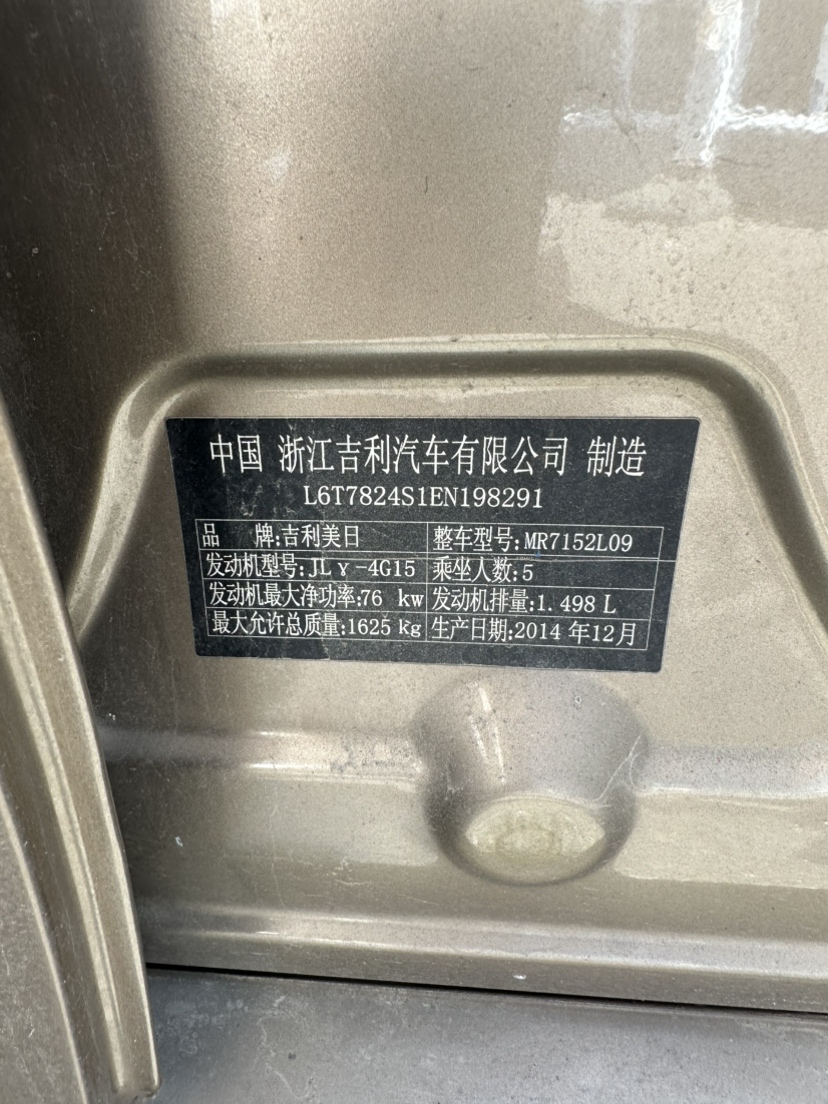 中国 浙江吉利汽车有限公司 制造
L6T7824S1EN198291
品 牌:吉利美日 整车型号:MR7152L09
发动机型号:JLγ-4G15 乘坐人数:5
发动机最大净功率:76 kw 发动机排量:1.498 L
最大允许总质量:1625 kg 生产日期:2014 年12月